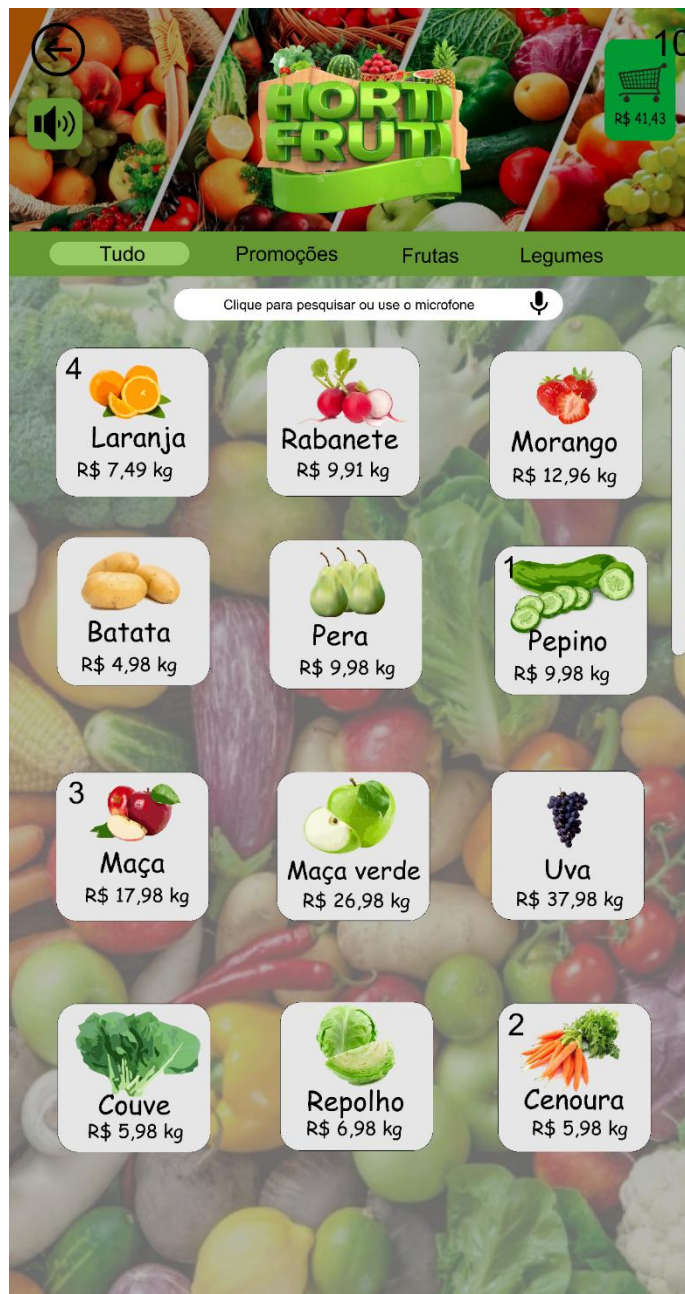 10
HORTI
FRUTI
R$ 41,43
Tudo Promoções Frutas Legumes
Clique para pesquisar ou use o microfone
4
Laranja
R$ 7,49 kg
Rabanete
R$ 9,91 kg
Morango
R$ 12,96 kg
Batata
R$ 4,98 kg
Pera
R$ 9,98 kg
1
Pepino
R$ 9,98 kg
3
Maça
R$ 17,98 kg
Maça verde
R$ 26,98 kg
Uva
R$ 37,98 kg
Couve
R$ 5,98 kg
Repolho
R$ 6,98 kg
2
Cenoura
R$ 5,98 kg